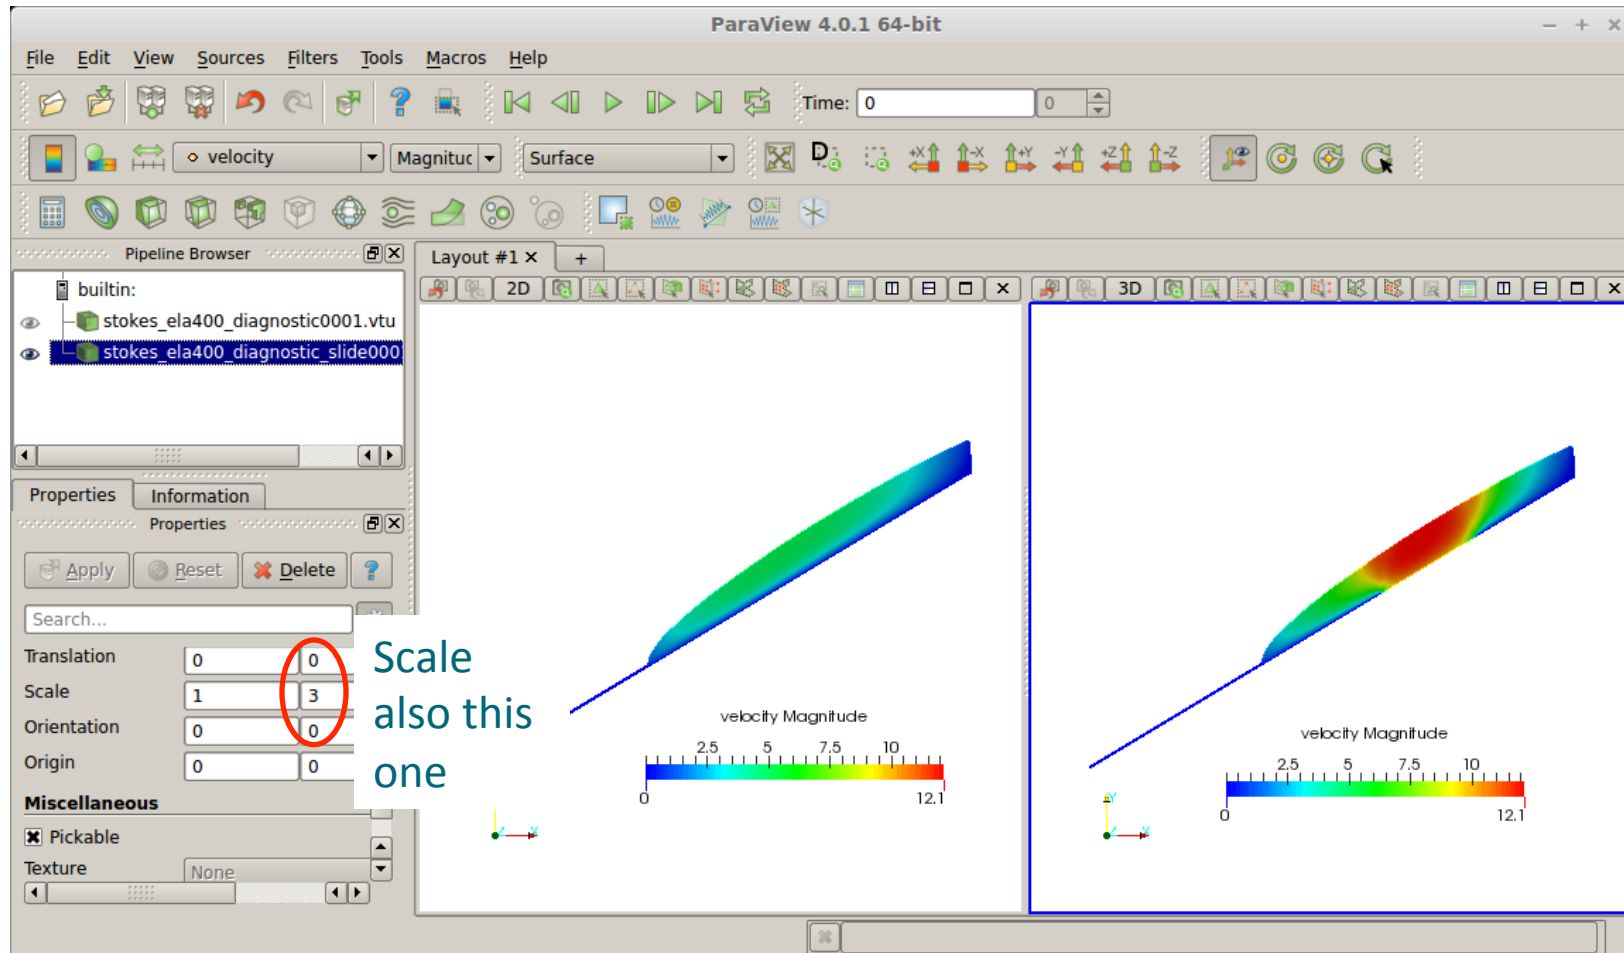 ParaView 4.0.1 64-bit
File Edit View Sources Filters Tools Macros Help
Time: 0 0
velocity Magnituc Surface
D +X -X +Y -Y +Z -Z
Pipeline Browser
Layout #1 +
builtin:
2D
3D
stokes_ela400_diagnostic0001.vtu
stokes_ela400_diagnostic_slide000
Properties Information
Properties
Apply Reset Delete ?
Search...
Translation 0 0
Scale 1 3
Orientation 0 0
Origin 0 0
Miscellaneous
Pickable
Texture None
Scale
also this
one
velocity Magnitude
2.5 5 7.5 10
0 12.1
Z X
velocity Magnitude
2.5 5 7.5 10
0 12.1
Y
Z X